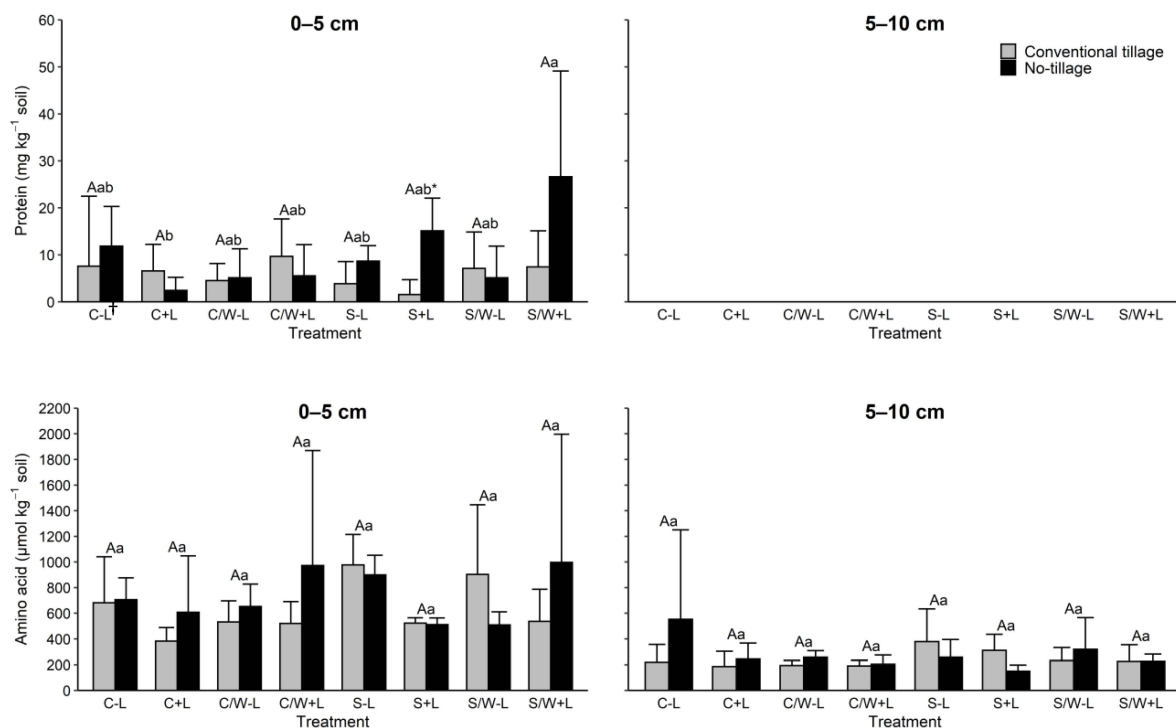 0–5 cm
5–10 cm
Conventional tillage
No-tillage
Protein (mg kg⁻¹ soil)
60
50
40
30
20
10
0
Aab
Ab
Aab
Aab
Aab
Aab*
Aab
Aa
C-L†
C+L
C/W-L
C/W+L
S-L
S+L
S/W-L
S/W+L
Treatment
C-L
C+L
C/W-L
C/W+L
S-L
S+L
S/W-L
S/W+L
Treatment
0–5 cm
5–10 cm
Amino acid (μmol kg⁻¹ soil)
2200
2000
1800
1600
1400
1200
1000
800
600
400
200
0
Aa
Aa
Aa
Aa
Aa
Aa
Aa
Aa
C-L
C+L
C/W-L
C/W+L
S-L
S+L
S/W-L
S/W+L
Treatment
Aa
Aa
Aa
Aa
Aa
Aa
Aa
Aa
C-L
C+L
C/W-L
C/W+L
S-L
S+L
S/W-L
S/W+L
Treatment